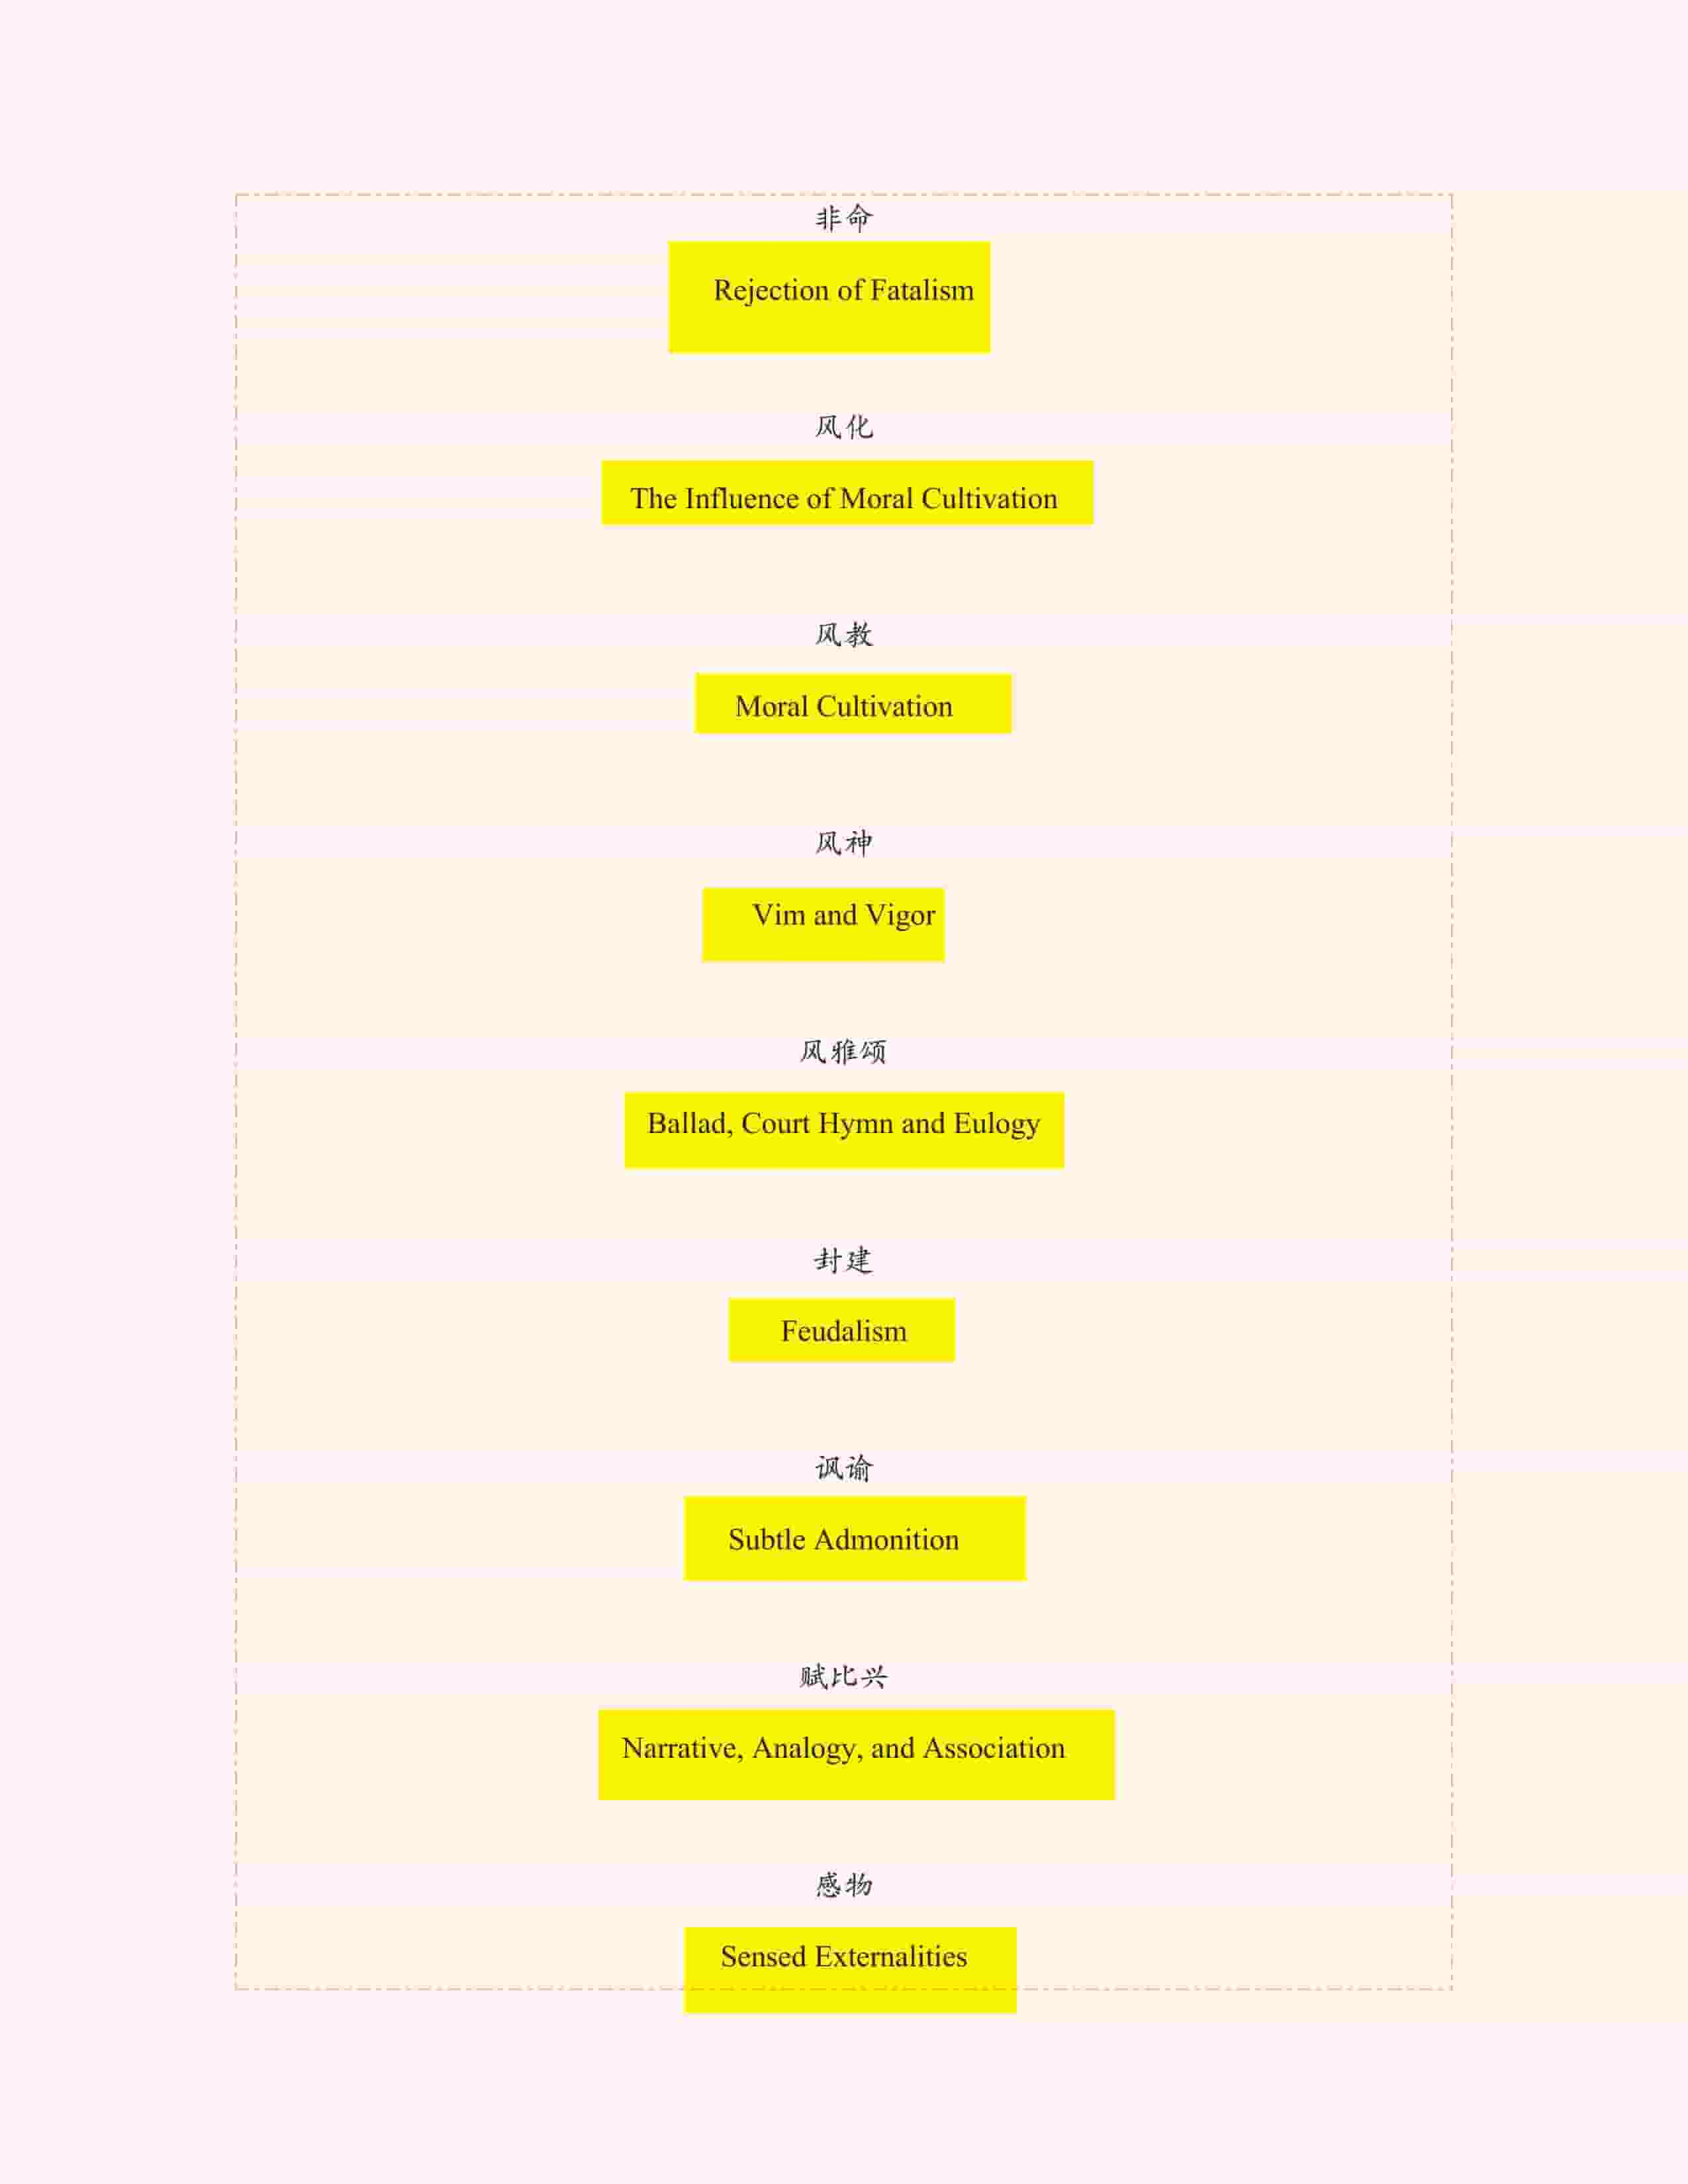 非命
Rejection of Fatalism
风化
The Influence of Moral Cultivation
风教
Moral Cultivation
风神
Vim and Vigor
风雅颂
Ballad, Court Hymn and Eulogy
封建
Feudalism
讽谕
Subtle Admonition
赋比兴
Narrative, Analogy, and Association
感物
Sensed Externalities